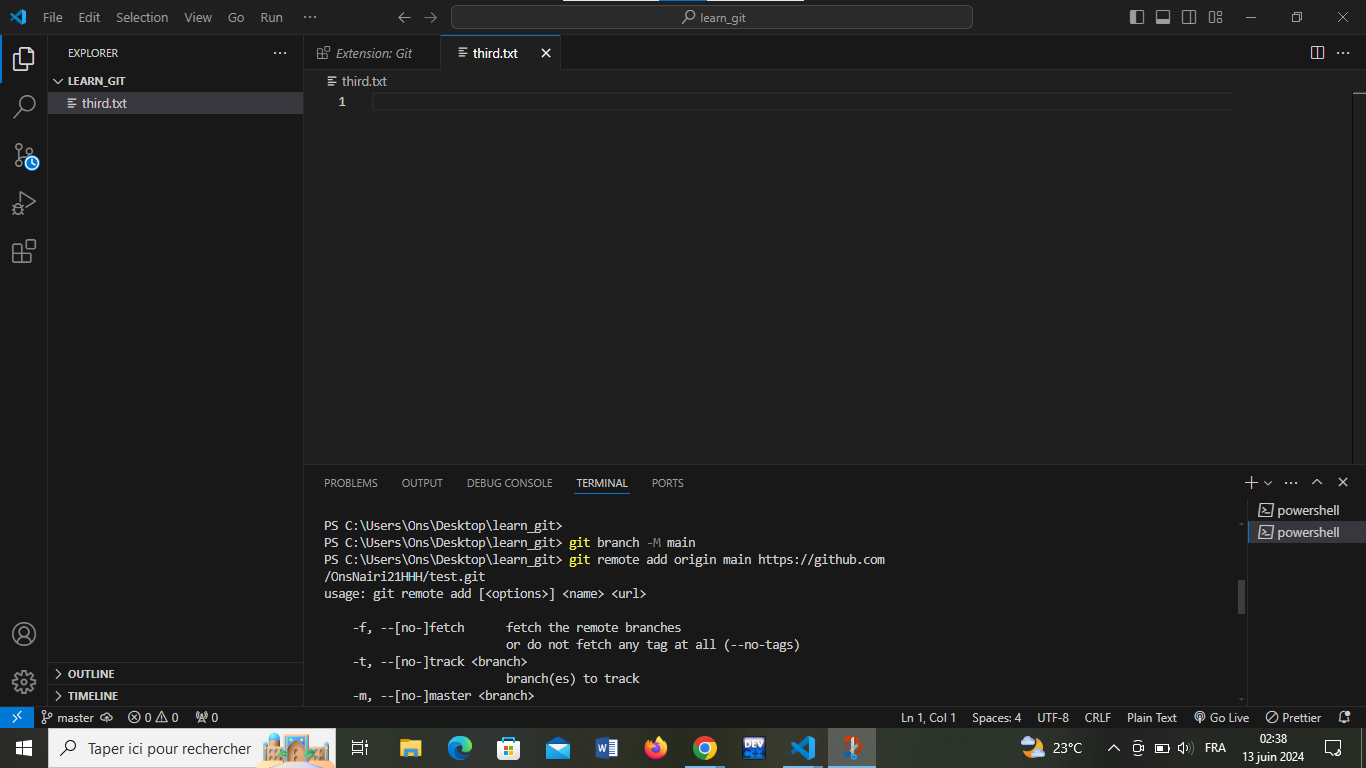 File Edit Selection View Go Run ··· learn_git
EXPLORER ···
LEARN_GIT
third.txt
Extension: Git
third.txt
third.txt
1
PROBLEMS OUTPUT DEBUG CONSOLE TERMINAL PORTS
powershell
powershell
PS C:\Users\Ons\Desktop\learn_git>
PS C:\Users\Ons\Desktop\learn_git> git branch -M main
PS C:\Users\Ons\Desktop\learn_git> git remote add origin main https://github.com
/OnsNairi21HHH/test.git
usage: git remote add [<options>] <name> <url>
-f, --[no-]fetch fetch the remote branches
or do not fetch any tag at all (--no-tags)
-t, --[no-]track <branch>
branch(es) to track
-m, --[no-]master <branch>
OUTLINE
TIMELINE
master 0 0 0 Ln 1, Col 1 Spaces: 4 UTF-8 CRLF Plain Text Go Live Prettier
Taper ici pour rechercher
DEV
23°C
FRA
02:38
13 juin 2024